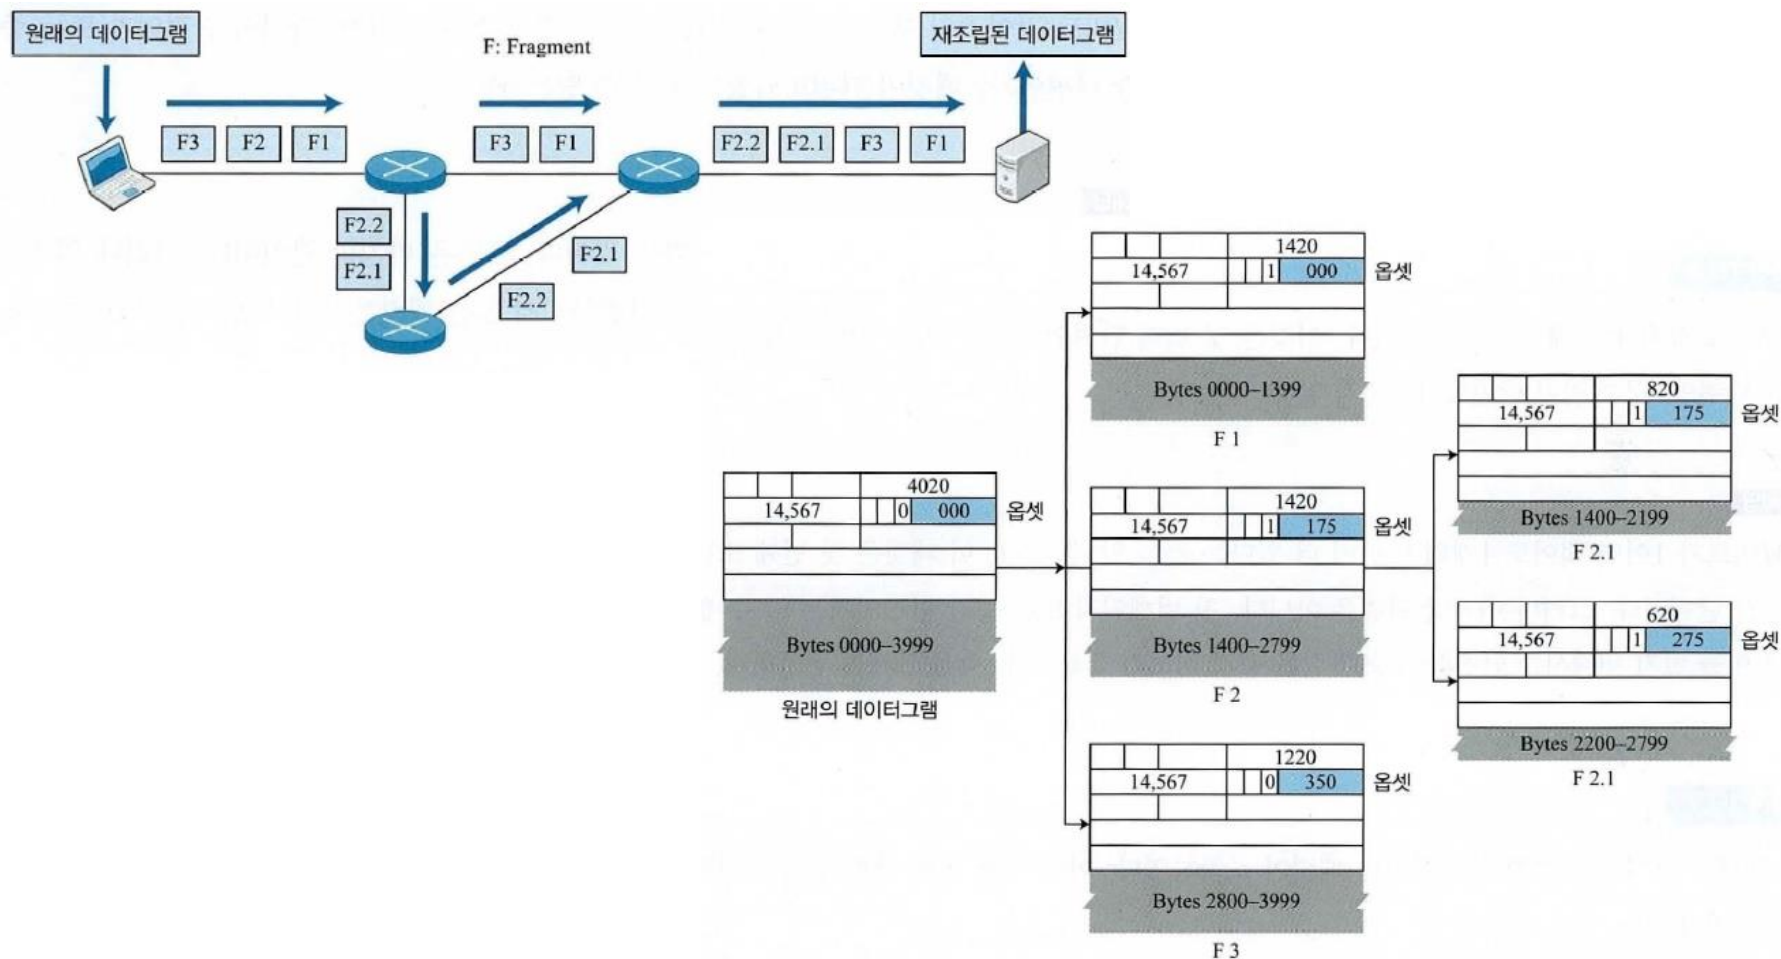 원래의 데이터그램
F: Fragment
재조립된 데이터그램
F3 F2 F1
F3 F1
F2.2 F2.1 F3 F1
F2.2
F2.1
F2.1
F2.2
1420
14,567 1 000 옵셋
Bytes 0000–1399
F 1
4020
14,567 0 000 옵셋
Bytes 0000–3999
원래의 데이터그램
1420
14,567 1 175 옵셋
Bytes 1400–2799
F 2
1220
14,567 0 350 옵셋
Bytes 2800–3999
F 3
820
14,567 1 175 옵셋
Bytes 1400–2199
F 2.1
620
14,567 1 275 옵셋
Bytes 2200–2799
F 2.1